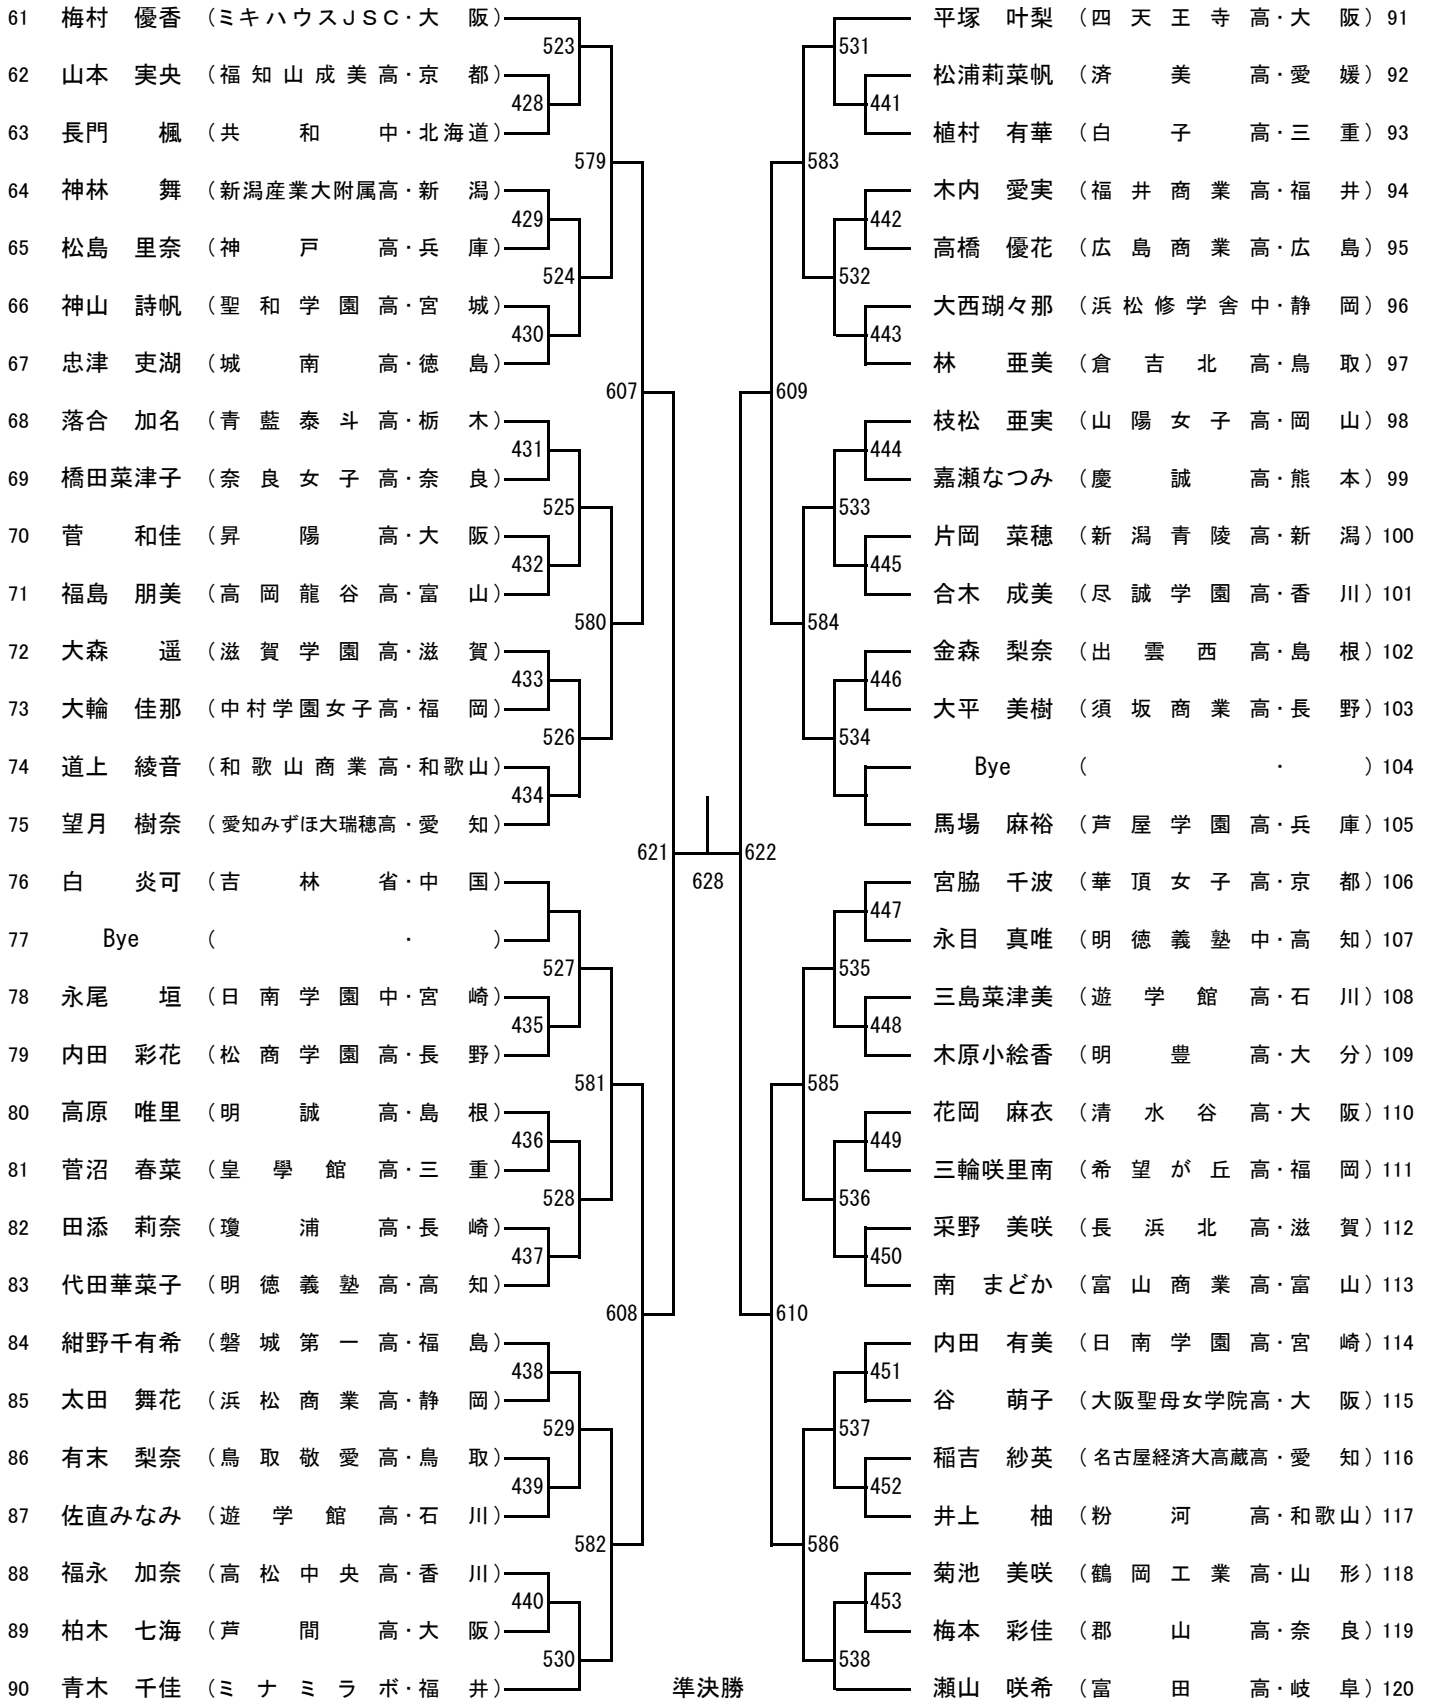 61 梅村 優香 (ミキハウスJSC・大阪)
523
62 山本 実央 (福知山成美高・京都)
428
63 長門 楓 (共和中・北海道)
579
64 神林 舞 (新潟産業大附属高・新潟)
429
65 松島 里奈 (神戸高・兵庫)
524
66 神山 詩帆 (聖和学園高・宮城)
430
67 忠津 吏湖 (城南高・徳島)
607
68 落合 加名 (青藍泰斗高・栃木)
431
69 橋田菜津子 (奈良女子高・奈良)
525
70 菅 和佳 (昇陽高・大阪)
432
71 福島 朋美 (高岡龍谷高・富山)
580
72 大森 遥 (滋賀学園高・滋賀)
433
73 大輪 佳那 (中村学園女子高・福岡)
526
74 道上 綾音 (和歌山商業高・和歌山)
434
75 望月 樹奈 (愛知みずほ大瑞穂高・愛知)
621
76 白 炎可 (吉林省・中国)
77 Bye (・)
527
78 永尾 垣 (日南学園中・宮崎)
435
79 内田 彩花 (松商学園高・長野)
581
80 高原 唯里 (明誠高・島根)
436
81 菅沼 春菜 (皇學館高・三重)
528
82 田添 莉奈 (瓊浦高・長崎)
437
83 代田華菜子 (明徳義塾高・高知)
608
84 紺野千有希 (磐城第一高・福島)
438
85 太田 舞花 (浜松商業高・静岡)
529
86 有末 梨奈 (鳥取敬愛高・鳥取)
439
87 佐直みなみ (遊学館高・石川)
582
88 福永 加奈 (高松中央高・香川)
440
89 柏木 七海 (芦間高・大阪)
530
90 青木 千佳 (ミナミラボ・福井)
628
準決勝
平塚 叶梨 (四天王寺高・大阪) 91
531
松浦莉菜帆 (済美高・愛媛) 92
441
植村 有華 (白子高・三重) 93
583
木内 愛実 (福井商業高・福井) 94
442
高橋 優花 (広島商業高・広島) 95
532
大西瑚々那 (浜松修学舎中・静岡) 96
443
林 亜美 (倉吉北高・鳥取) 97
609
枝松 亜実 (山陽女子高・岡山) 98
444
嘉瀬なつみ (慶誠高・熊本) 99
533
片岡 菜穂 (新潟青陵高・新潟) 100
445
合木 成美 (尽誠学園高・香川) 101
584
金森 梨奈 (出雲西高・島根) 102
446
大平 美樹 (須坂商業高・長野) 103
534
Bye (・) 104
馬場 麻裕 (芦屋学園高・兵庫) 105
622
宮脇 千波 (華頂女子高・京都) 106
447
永目 真唯 (明徳義塾中・高知) 107
535
三島菜津美 (遊学館高・石川) 108
448
木原小絵香 (明豊高・大分) 109
585
花岡 麻衣 (清水谷高・大阪) 110
449
三輪咲里南 (希望が丘高・福岡) 111
536
采野 美咲 (長浜北高・滋賀) 112
450
南 まどか (富山商業高・富山) 113
610
内田 有美 (日南学園高・宮崎) 114
451
谷 萌子 (大阪聖母女学院高・大阪) 115
537
稲吉 紗英 (名古屋経済大高蔵高・愛知) 116
452
井上 柚 (粉河高・和歌山) 117
586
菊池 美咲 (鶴岡工業高・山形) 118
453
梅本 彩佳 (郡山高・奈良) 119
538
瀬山 咲希 (富田高・岐阜) 120